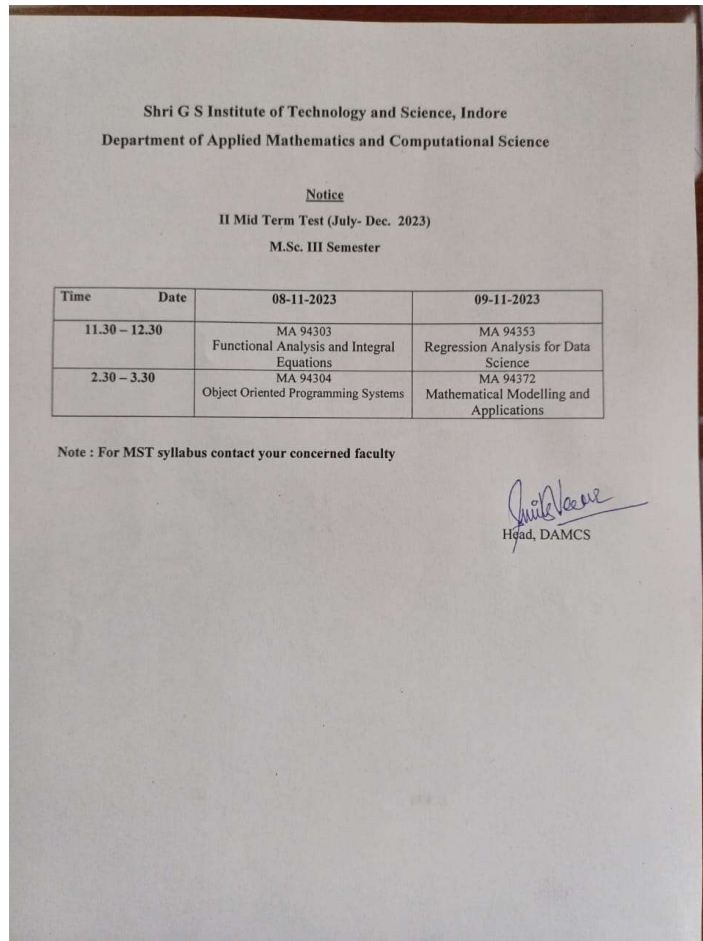 Shri G S Institute of Technology and Science, Indore
Department of Applied Mathematics and Computational Science
Notice
II Mid Term Test (July- Dec.  2023)
M.Sc. III Semester
Time Date 08-11-2023 09-11-2023
11.30 – 12.30 MA 94303 MA 94353
Functional Analysis and Integral Regression Analysis for Data
Equations Science
2.30 – 3.30 MA 94304 MA 94372
Object Oriented Programming Systems Mathematical Modelling and
Applications
Note : For MST syllabus contact your concerned faculty
Head, DAMCS